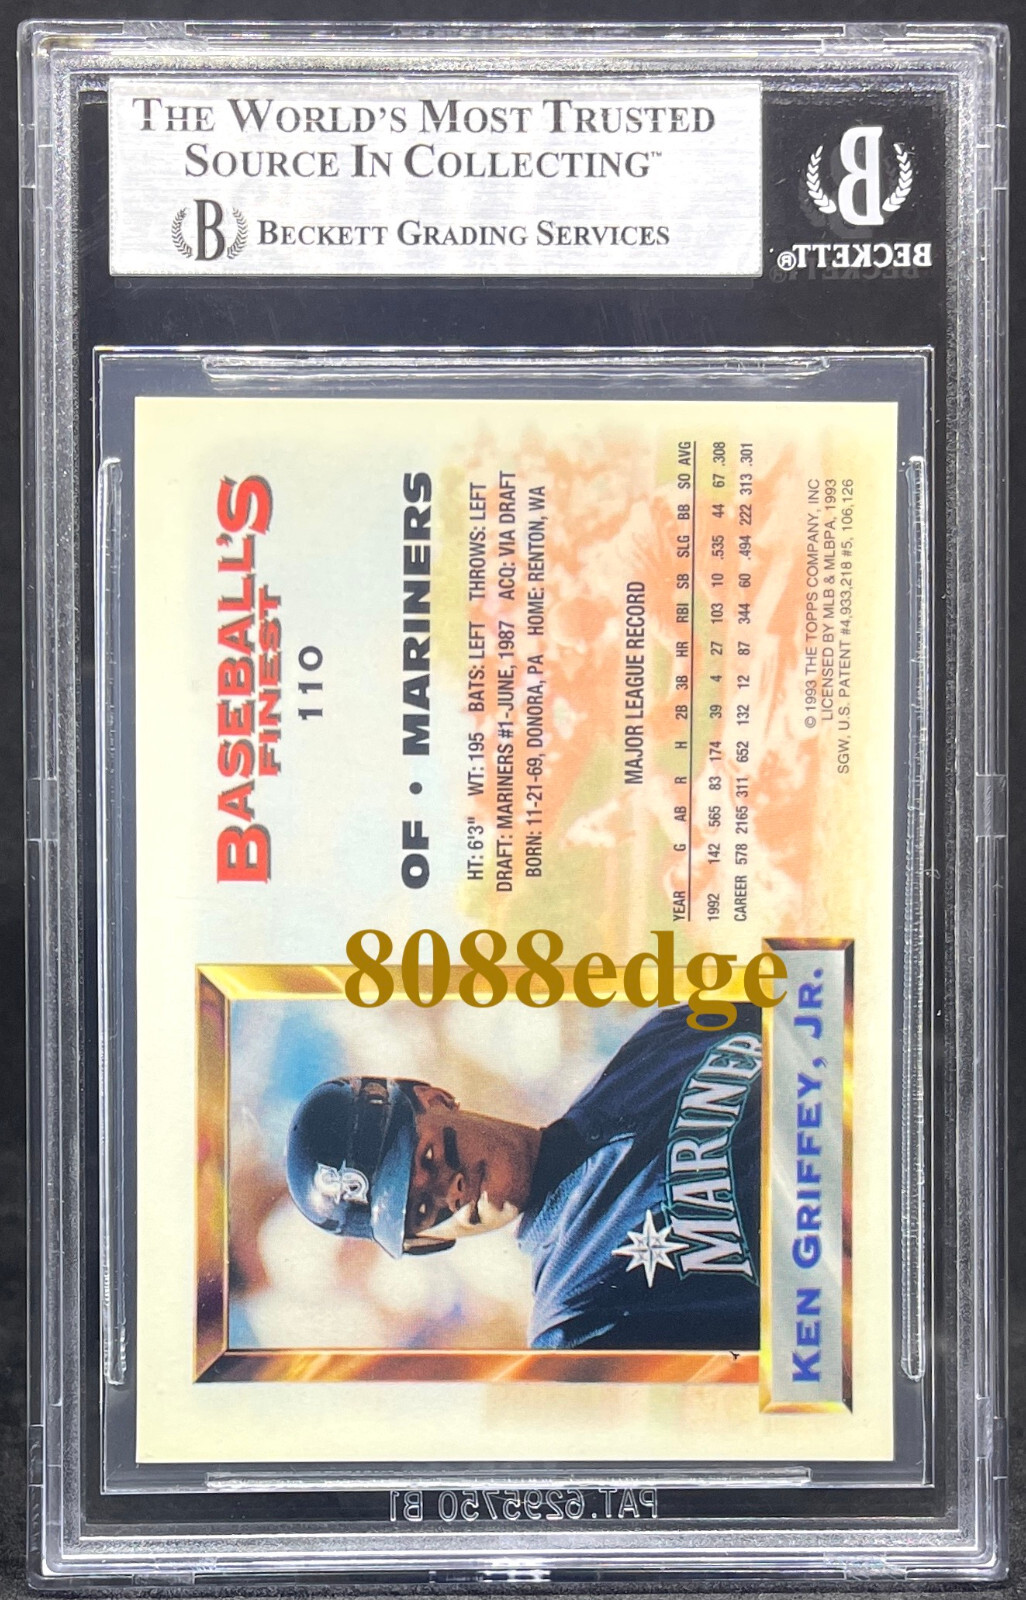 THE WORLD'S MOST TRUSTED
SOURCE IN COLLECTING™
B BECKETT GRADING SERVICES
B
BECKETT®
BASEBALL'S
FINEST
110
OF • MARINERS
HT: 6'3" WT: 195 BATS: LEFT THROWS: LEFT
DRAFT: MARINERS #1-JUNE, 1987 ACQ: VIA DRAFT
BORN: 11-21-69, DONORA, PA HOME: RENTON, WA
MAJOR LEAGUE RECORD
YEAR G AB R H 2B 3B HR RBI SB SLG BB SO AVG
1992 142 565 83 174 39 4 27 103 10 .535 44 67 .308
CAREER 578 2165 311 652 132 12 87 344 60 .494 222 313 .301
© 1993 THE TOPPS COMPANY, INC
LICENSED BY MLB & MLBPA, 1993
SGW, U.S. PATENT #4,933,218 #5, 106,126
8088edge
S
MARINER
KEN GRIFFEY, JR.
PAT. 6295750 B1